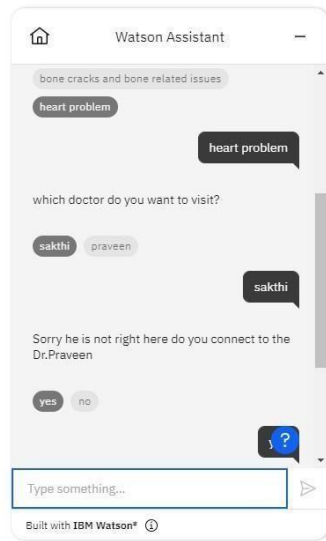 Watson Assistant
bone cracks and bone related issues
heart problem
heart problem
which doctor do you want to visit?
sakthi praveen
sakthi
Sorry he is not right here do you connect to the
Dr.Praveen
yes no
?
Type something...
Built with IBM Watson®